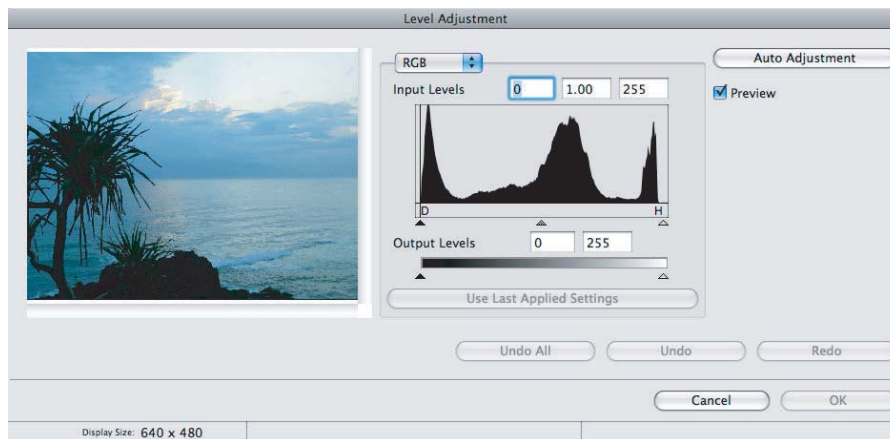 Level Adjustment
RGB
Auto Adjustment
Input Levels 0 1.00 255
Preview
D H
Output Levels 0 255
Use Last Applied Settings
Undo All Undo Redo
Cancel OK
Display Size: 640 x 480